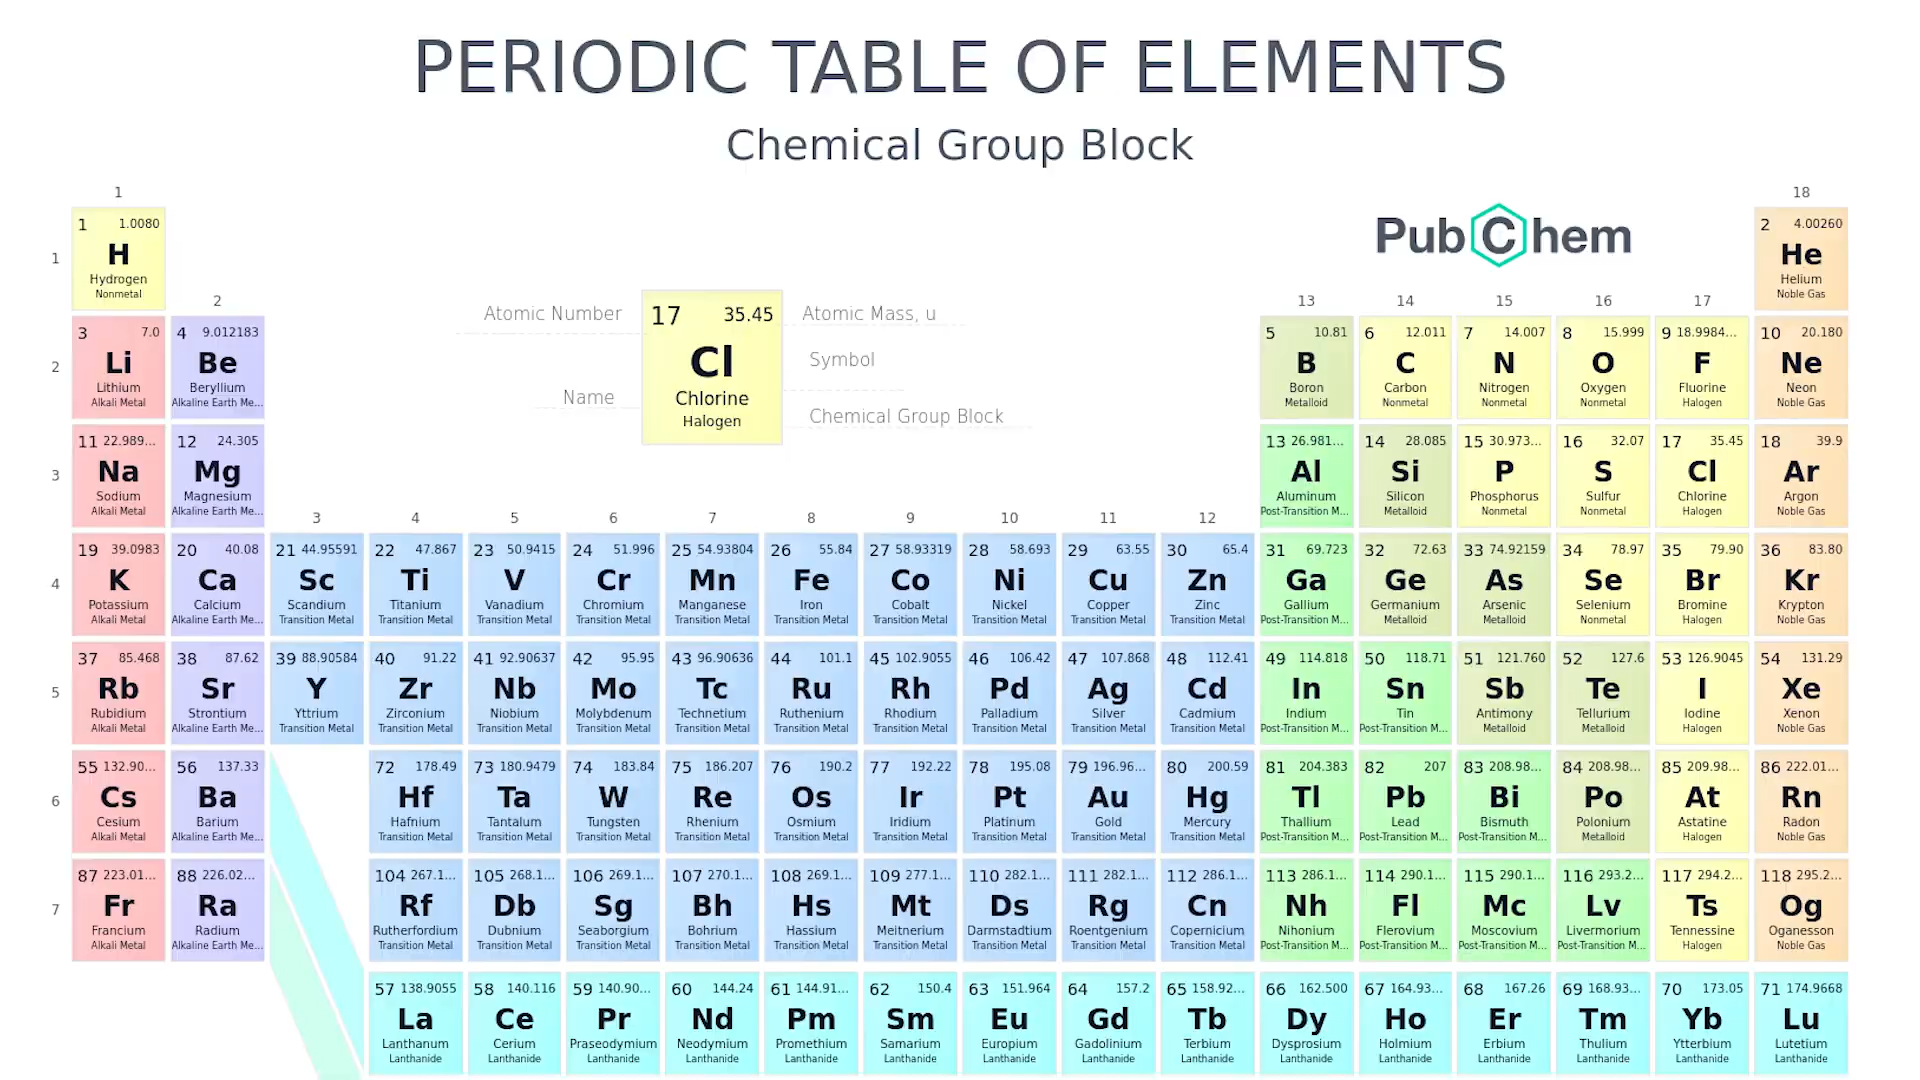 PERIODIC TABLE OF ELEMENTS
Chemical Group Block
1 18
PubChem
1
1 1.0080
H
Hydrogen
Nonmetal
2 4.00260
He
Helium
Noble Gas
2 13 14 15 16 17
Atomic Number
Name
17 35.45
Cl
Chlorine
Halogen
Atomic Mass, u
Symbol
Chemical Group Block
2
3 7.0
Li
Lithium
Alkali Metal
4 9.012183
Be
Beryllium
Alkaline Earth Me...
5 10.81
B
Boron
Metalloid
6 12.011
C
Carbon
Nonmetal
7 14.007
N
Nitrogen
Nonmetal
8 15.999
O
Oxygen
Nonmetal
9 18.9984...
F
Fluorine
Halogen
10 20.180
Ne
Neon
Noble Gas
3
11 22.989...
Na
Sodium
Alkali Metal
12 24.305
Mg
Magnesium
Alkaline Earth Me...
13 26.981...
Al
Aluminum
Post-Transition M...
14 28.085
Si
Silicon
Metalloid
15 30.973...
P
Phosphorus
Nonmetal
16 32.07
S
Sulfur
Nonmetal
17 35.45
Cl
Chlorine
Halogen
18 39.9
Ar
Argon
Noble Gas
3 4 5 6 7 8 9 10 11 12
4
19 39.0983
K
Potassium
Alkali Metal
20 40.08
Ca
Calcium
Alkaline Earth Me...
21 44.95591
Sc
Scandium
Transition Metal
22 47.867
Ti
Titanium
Transition Metal
23 50.9415
V
Vanadium
Transition Metal
24 51.996
Cr
Chromium
Transition Metal
25 54.93804
Mn
Manganese
Transition Metal
26 55.84
Fe
Iron
Transition Metal
27 58.93319
Co
Cobalt
Transition Metal
28 58.693
Ni
Nickel
Transition Metal
29 63.55
Cu
Copper
Transition Metal
30 65.4
Zn
Zinc
Transition Metal
31 69.723
Ga
Gallium
Post-Transition M...
32 72.63
Ge
Germanium
Metalloid
33 74.92159
As
Arsenic
Metalloid
34 78.97
Se
Selenium
Nonmetal
35 79.90
Br
Bromine
Halogen
36 83.80
Kr
Krypton
Noble Gas
5
37 85.468
Rb
Rubidium
Alkali Metal
38 87.62
Sr
Strontium
Alkaline Earth Me...
39 88.90584
Y
Yttrium
Transition Metal
40 91.22
Zr
Zirconium
Transition Metal
41 92.90637
Nb
Niobium
Transition Metal
42 95.95
Mo
Molybdenum
Transition Metal
43 96.90636
Tc
Technetium
Transition Metal
44 101.1
Ru
Ruthenium
Transition Metal
45 102.9055
Rh
Rhodium
Transition Metal
46 106.42
Pd
Palladium
Transition Metal
47 107.868
Ag
Silver
Transition Metal
48 112.41
Cd
Cadmium
Transition Metal
49 114.818
In
Indium
Post-Transition M...
50 118.71
Sn
Tin
Post-Transition M...
51 121.760
Sb
Antimony
Metalloid
52 127.6
Te
Tellurium
Metalloid
53 126.9045
I
Iodine
Halogen
54 131.29
Xe
Xenon
Noble Gas
6
55 132.90...
Cs
Cesium
Alkali Metal
56 137.33
Ba
Barium
Alkaline Earth Me...
72 178.49
Hf
Hafnium
Transition Metal
73 180.9479
Ta
Tantalum
Transition Metal
74 183.84
W
Tungsten
Transition Metal
75 186.207
Re
Rhenium
Transition Metal
76 190.2
Os
Osmium
Transition Metal
77 192.22
Ir
Iridium
Transition Metal
78 195.08
Pt
Platinum
Transition Metal
79 196.96...
Au
Gold
Transition Metal
80 200.59
Hg
Mercury
Transition Metal
81 204.383
Tl
Thallium
Post-Transition M...
82 207
Pb
Lead
Post-Transition M...
83 208.98...
Bi
Bismuth
Post-Transition M...
84 208.98...
Po
Polonium
Metalloid
85 209.98...
At
Astatine
Halogen
86 222.01...
Rn
Radon
Noble Gas
7
87 223.01...
Fr
Francium
Alkali Metal
88 226.02...
Ra
Radium
Alkaline Earth Me...
104 267.1...
Rf
Rutherfordium
Transition Metal
105 268.1...
Db
Dubnium
Transition Metal
106 269.1...
Sg
Seaborgium
Transition Metal
107 270.1...
Bh
Bohrium
Transition Metal
108 269.1...
Hs
Hassium
Transition Metal
109 277.1...
Mt
Meitnerium
Transition Metal
110 282.1...
Ds
Darmstadtium
Transition Metal
111 282.1...
Rg
Roentgenium
Transition Metal
112 286.1...
Cn
Copernicium
Transition Metal
113 286.1...
Nh
Nihonium
Post-Transition M...
114 290.1...
Fl
Flerovium
Post-Transition M...
115 290.1...
Mc
Moscovium
Post-Transition M...
116 293.2...
Lv
Livermorium
Post-Transition M...
117 294.2...
Ts
Tennessine
Halogen
118 295.2...
Og
Oganesson
Noble Gas
57 138.9055
La
Lanthanum
Lanthanide
58 140.116
Ce
Cerium
Lanthanide
59 140.90...
Pr
Praseodymium
Lanthanide
60 144.24
Nd
Neodymium
Lanthanide
61 144.91...
Pm
Promethium
Lanthanide
62 150.4
Sm
Samarium
Lanthanide
63 151.964
Eu
Europium
Lanthanide
64 157.2
Gd
Gadolinium
Lanthanide
65 158.92...
Tb
Terbium
Lanthanide
66 162.500
Dy
Dysprosium
Lanthanide
67 164.93...
Ho
Holmium
Lanthanide
68 167.26
Er
Erbium
Lanthanide
69 168.93...
Tm
Thulium
Lanthanide
70 173.05
Yb
Ytterbium
Lanthanide
71 174.9668
Lu
Lutetium
Lanthanide